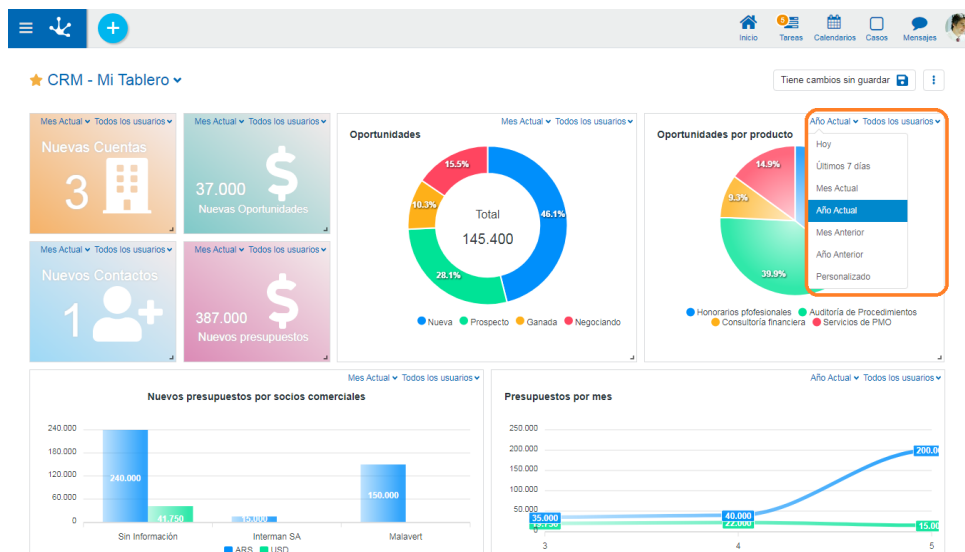 5
Inicio
Tareas
Calendarios
Casos
Mensajes
CRM - Mi Tablero
Tiene cambios sin guardar
Mes Actual Todos los usuarios
Nuevas Cuentas
3
Mes Actual Todos los usuarios
37.000
Nuevas Oportunidades
Mes Actual Todos los usuarios
Oportunidades
15.5%
10.3%
46.1%
28.1%
Total
145.400
Nueva
Prospecto
Ganada
Negociando
Año Actual Todos los usuarios
Oportunidades por producto
14.9%
9.3%
39.9%
Hoy
Últimos 7 días
Mes Actual
Año Actual
Mes Anterior
Año Anterior
Personalizado
Honorarios pfofesionales
Auditoría de Procedimientos
Consultoría financiera
Servicios de PMO
Mes Actual Todos los usuarios
Nuevos Contactos
1
Mes Actual Todos los usuarios
387.000
Nuevos presupuestos
Mes Actual Todos los usuarios
Nuevos presupuestos por socios comerciales
240.000
180.000
120.000
60.000
0
240.000
41.750
15.000
150.000
Sin Información
Interman SA
Malavert
ARS
USD
Año Actual Todos los usuarios
Presupuestos por mes
250.000
200.000
150.000
100.000
50.000
0
35.000
19.750
40.000
22.000
200.0
15.00
3
4
5